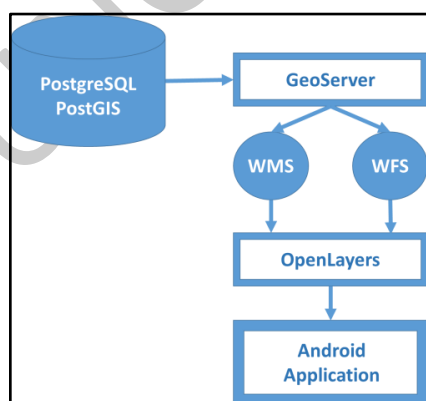 PostgreSQL
PostGIS
GeoServer
WMS
WFS
OpenLayers
Android
Application